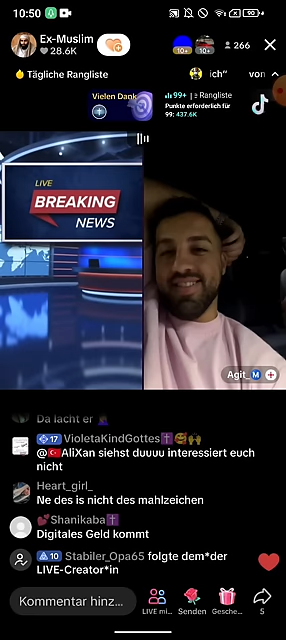 10:50
Ex-Muslim
28.6K
10+
10+
266
Tägliche Rangliste
ich“
von
Vielen Dank
99+ | Rangliste
Punkte erforderlich für
99: 437.6K
LIVE
BREAKING
NEWS
Agit_ M
Da lacht er
17 VioletaKindGottes
@AliXan siehst duuuu interessiert euch
nicht
Heart_girl_
Ne des is nicht des mahlzeichen
Shanikaba
Digitales Geld kommt
10 Stabiler_Opa65 folgte dem*der
LIVE-Creator*in
Kommentar hinz...
LIVE mi...
Senden
Gesche...
5